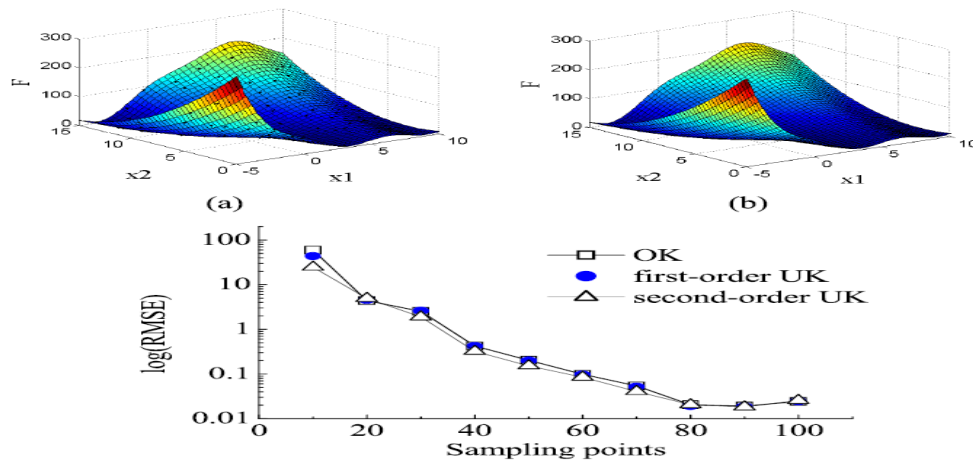 300
200
100
0
F
15
10
5
0
x2
-5
0
5
10
x1
(a)
300
200
100
0
F
15
10
5
0
x2
-5
0
5
10
x1
(b)
100
10
1
0.1
0.01
log(RMSE)
OK
first-order UK
second-order UK
0 20 40 60 80 100
Sampling points